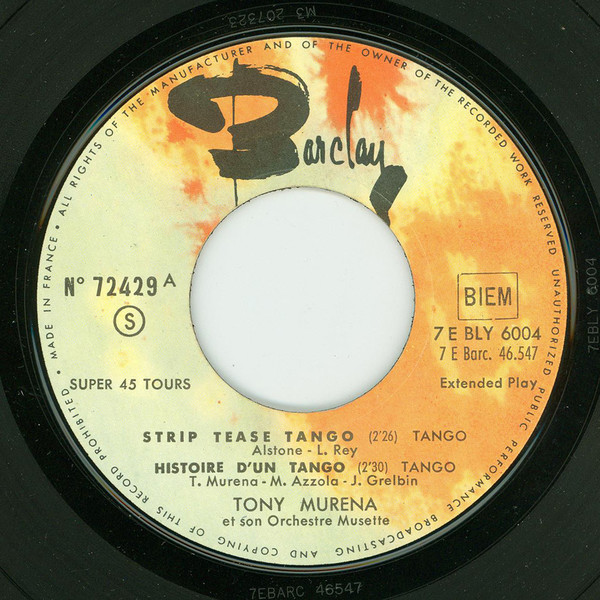 M3 207323
MADE IN FRANCE • ALL RIGHTS OF THE MANUFACTURER AND OF THE OWNER OF THE RECORDED WORK RESERVED UNAUTHORIZED PUBLIC PERFORMANCE BROADCASTING AND COPYING OF THIS RECORD PROHIBITED •
Barclay
Nº 72429 A
S
BIEM
7 E BLY 6004
7 E Barc. 46.547
SUPER 45 TOURS
Extended Play
STRIP TEASE TANGO (2'26) TANGO
Alstone - L. Rey
HISTOIRE D'UN TANGO (2'30) TANGO
T. Murena - M. Azzola - J. Grelbin
TONY MURENA
et son Orchestre Musette
7EBLY 6004
7EBARC 46547